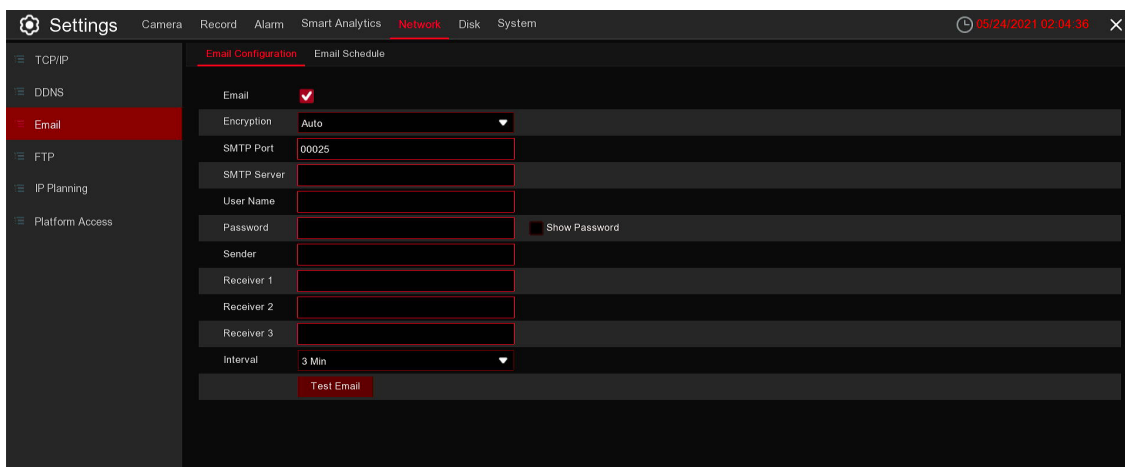 Settings Camera Record Alarm Smart Analytics Network Disk System 05/24/2021 02:04:36
TCP/IP
DDNS
Email
FTP
IP Planning
Platform Access
Email Configuration Email Schedule
Email
Encryption Auto
SMTP Port 00025
SMTP Server
User Name
Password Show Password
Sender
Receiver 1
Receiver 2
Receiver 3
Interval 3 Min
Test Email